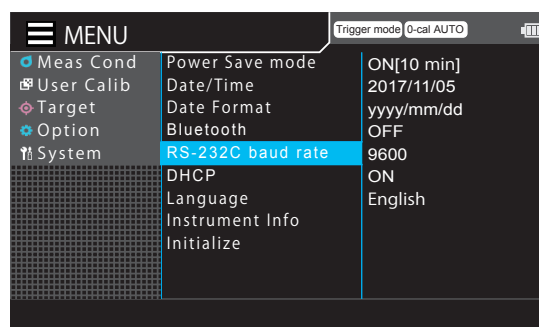 MENU
Trigger mode 0-cal AUTO
Meas Cond
User Calib
Target
Option
System
Power Save mode ON[10 min]
Date/Time 2017/11/05
Date Format yyyy/mm/dd
Bluetooth OFF
RS-232C baud rate 9600
DHCP ON
Language English
Instrument Info
Initialize